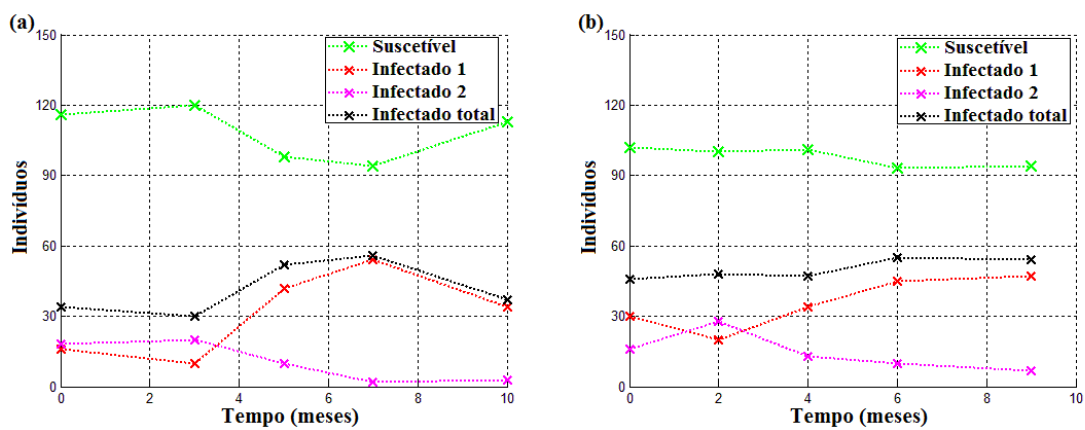 (a)
150
120
90
60
30
0
Indivíduos
Suscetível
Infectado 1
Infectado 2
Infectado total
0 2 4 6 8 10
Tempo (meses)
(b)
150
120
90
60
30
0
Indivíduos
Suscetível
Infectado 1
Infectado 2
Infectado total
0 2 4 6 8 10
Tempo (meses)